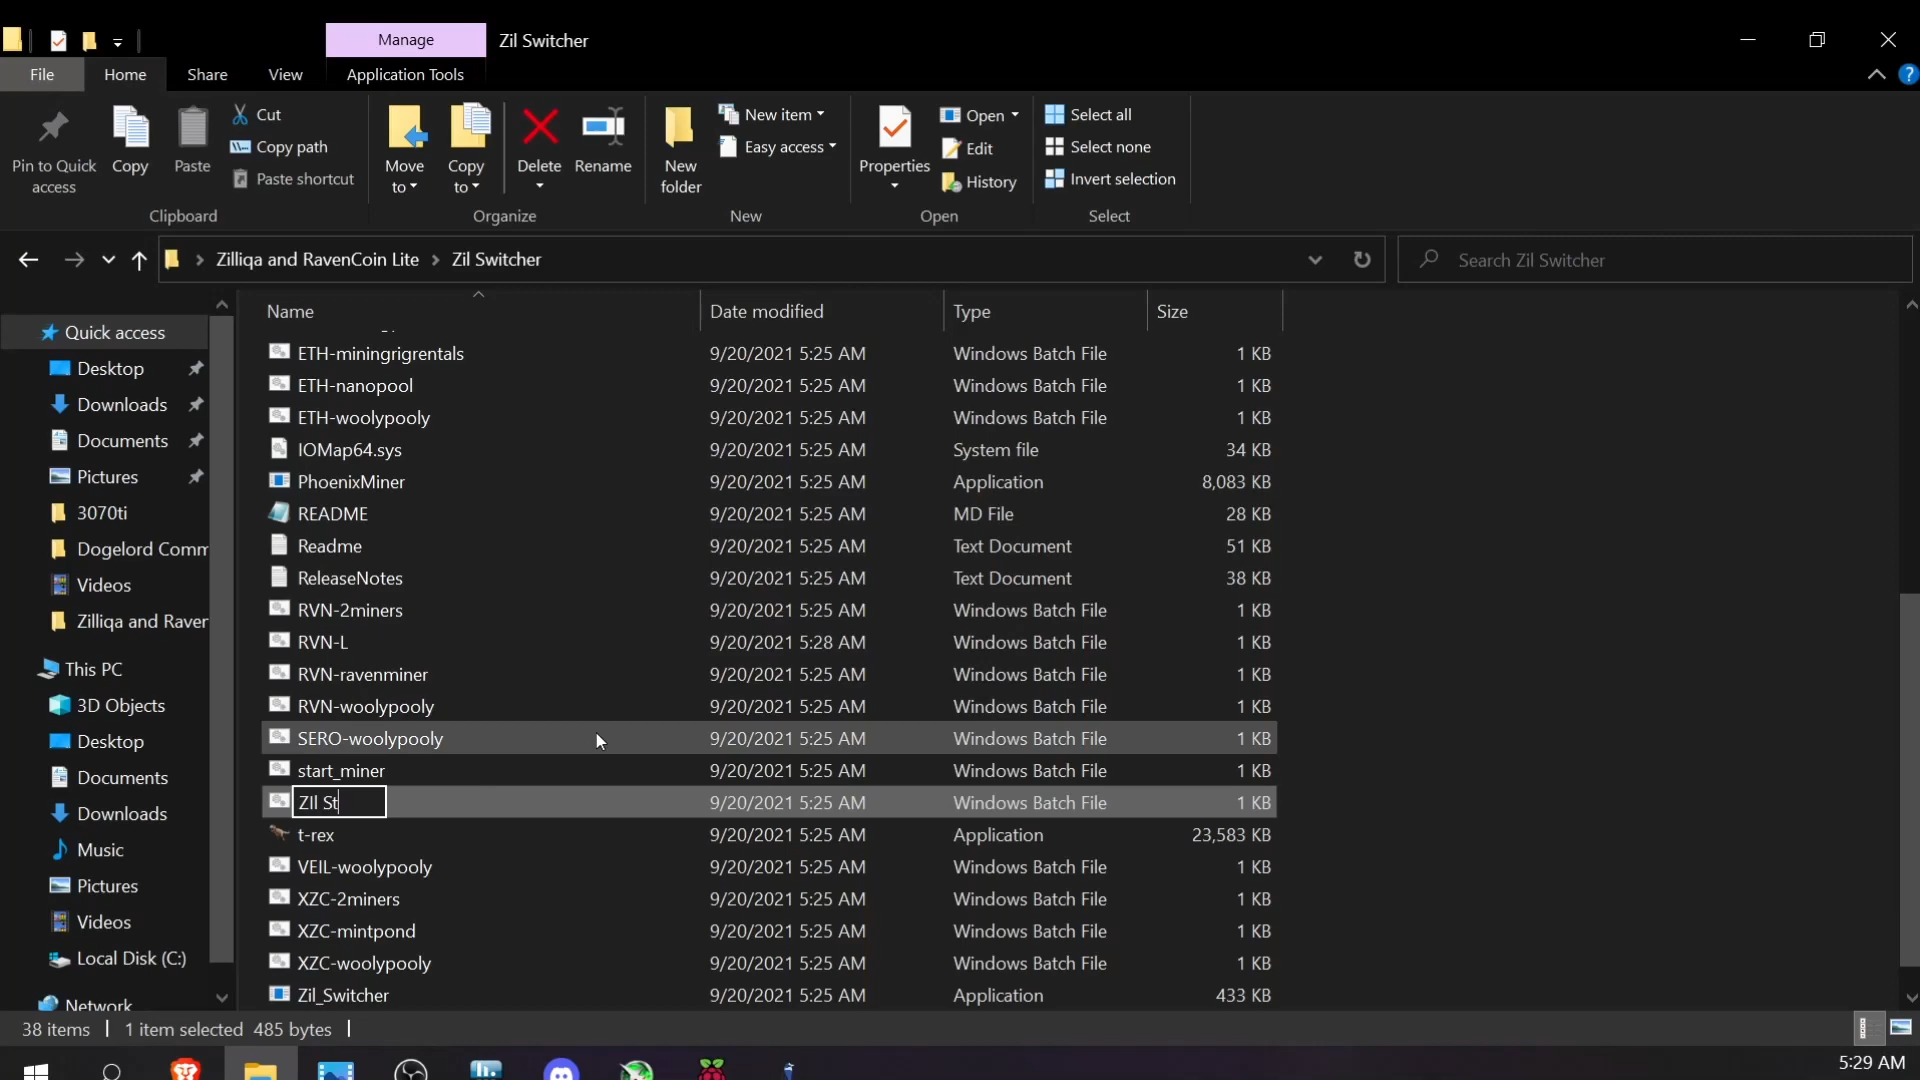 Manage
Zil Switcher
File
Home
Share
View
Application Tools
Pin to Quick
access
Copy
Paste
Cut
Copy path
Paste shortcut
Move
to
Copy
to
Delete
Rename
New
folder
New item
Easy access
Properties
Open
Edit
History
Select all
Select none
Invert selection
Clipboard
Organize
New
Open
Select
Zilliqa and RavenCoin Lite
Zil Switcher
Search Zil Switcher
Name
Date modified
Type
Size
Quick access
Desktop
Downloads
Documents
Pictures
3070ti
Dogelord Comm
Videos
Zilliqa and Raver
This PC
3D Objects
Desktop
Documents
Downloads
Music
Pictures
Videos
Local Disk (C:)
Network
ETH-miningrigrentals 9/20/2021 5:25 AM Windows Batch File 1 KB
ETH-nanopool 9/20/2021 5:25 AM Windows Batch File 1 KB
ETH-woolypooly 9/20/2021 5:25 AM Windows Batch File 1 KB
IOMap64.sys 9/20/2021 5:25 AM System file 34 KB
PhoenixMiner 9/20/2021 5:25 AM Application 8,083 KB
README 9/20/2021 5:25 AM MD File 28 KB
Readme 9/20/2021 5:25 AM Text Document 51 KB
ReleaseNotes 9/20/2021 5:25 AM Text Document 38 KB
RVN-2miners 9/20/2021 5:25 AM Windows Batch File 1 KB
RVN-L 9/20/2021 5:28 AM Windows Batch File 1 KB
RVN-ravenminer 9/20/2021 5:25 AM Windows Batch File 1 KB
RVN-woolypooly 9/20/2021 5:25 AM Windows Batch File 1 KB
SERO-woolypooly 9/20/2021 5:25 AM Windows Batch File 1 KB
start_miner 9/20/2021 5:25 AM Windows Batch File 1 KB
ZIl St 9/20/2021 5:25 AM Windows Batch File 1 KB
t-rex 9/20/2021 5:25 AM Application 23,583 KB
VEIL-woolypooly 9/20/2021 5:25 AM Windows Batch File 1 KB
XZC-2miners 9/20/2021 5:25 AM Windows Batch File 1 KB
XZC-mintpond 9/20/2021 5:25 AM Windows Batch File 1 KB
XZC-woolypooly 9/20/2021 5:25 AM Windows Batch File 1 KB
Zil_Switcher 9/20/2021 5:25 AM Application 433 KB
38 items
1 item selected 485 bytes
5:29 AM